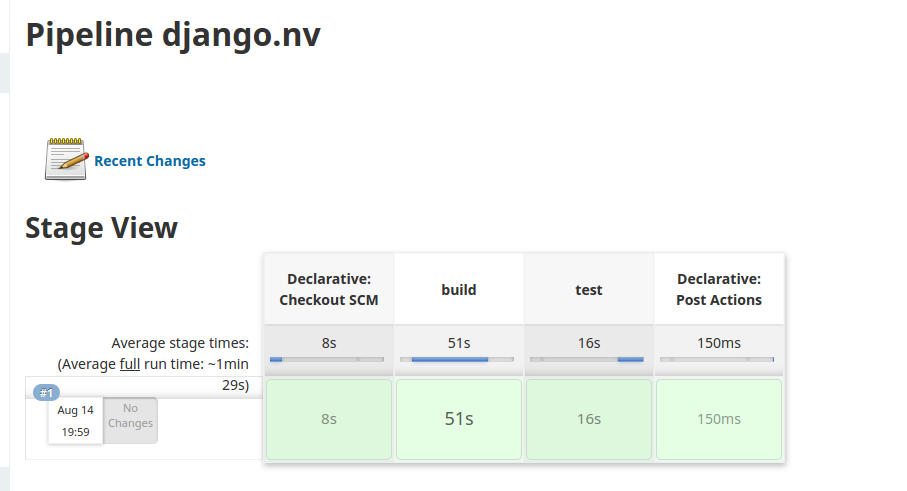 Pipeline django.nv
Recent Changes
Stage View
Declarative:
Checkout SCM
build
test
Declarative:
Post Actions
Average stage times:
(Average full run time: ~1min
29s)
8s
51s
16s
150ms
#1
Aug 14
19:59
No
Changes
8s
51s
16s
150ms